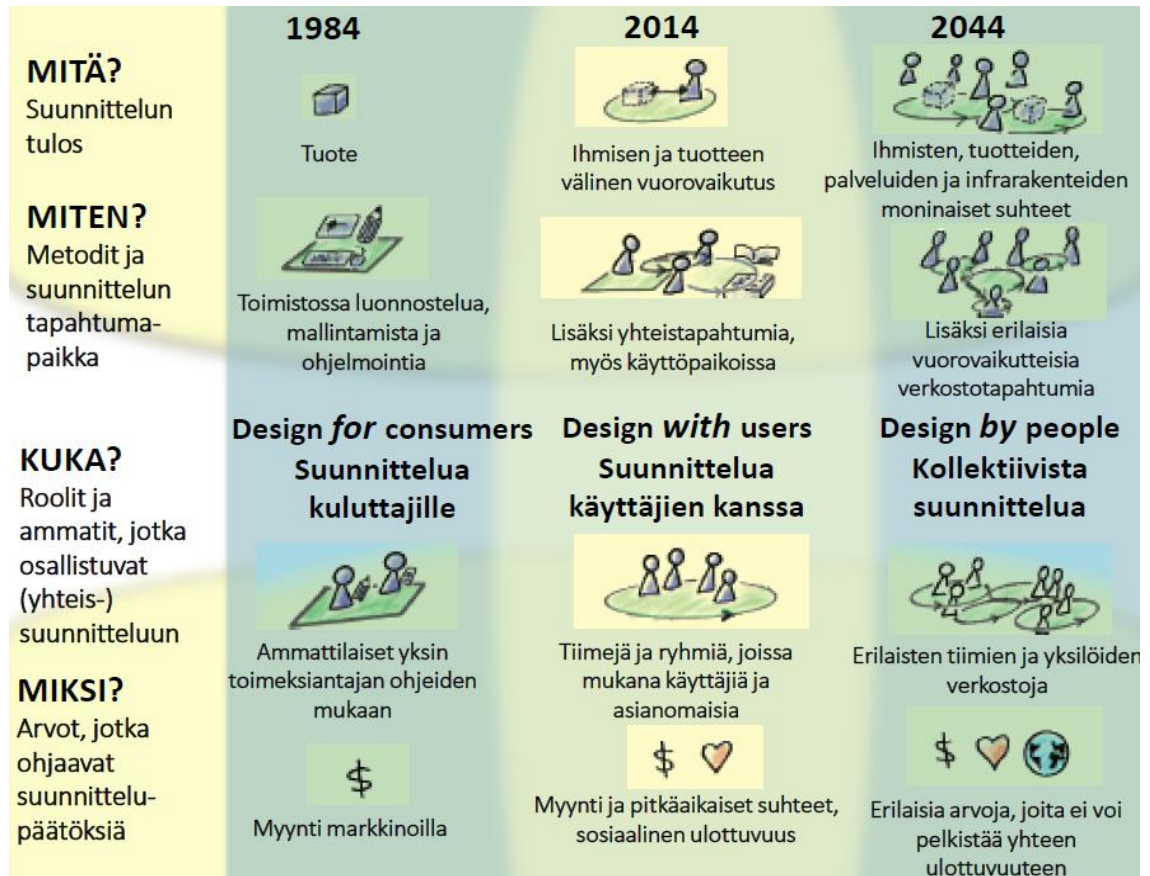 1984
2014
2044
MITÄ?
Suunnittelun
tulos
Tuote
Ihmisen ja tuotteen
välinen vuorovaikutus
Ihmisten, tuotteiden,
palveluiden ja infrarakenteiden
moninaiset suhteet
MITEN?
Metodit ja
suunnittelun
tapahtuma-
paikka
Toimistossa luonnostelua,
mallintamista ja
ohjelmointia
Lisäksi yhteistapahtumia,
myös käyttöpaikoissa
Lisäksi erilaisia
vuorovaikutteisia
verkostotapahtumia
KUKA?
Roolit ja
ammatit, jotka
osallistuvat
(yhteis-)
suunnitteluun
Design for consumers
Suunnittelua
kuluttajille
Design with users
Suunnittelua
käyttäjien kanssa
Design by people
Kollektiivista
suunnittelua
Ammattilaiset yksin
toimeksiantajan ohjeiden
mukaan
Tiimejä ja ryhmiä, joissa
mukana käyttäjiä ja
asianomaisia
Erilaisten tiimien ja yksilöiden
verkostoja
MIKSI?
Arvot, jotka
ohjaavat
suunnittelu-
päätöksiä
$
Myynti markkinoilla
$
Myynti ja pitkäaikaiset suhteet,
sosiaalinen ulottuvuus
$
Erilaisia arvoja, joita ei voi
pelkistää yhteen
ulottuvuuteen